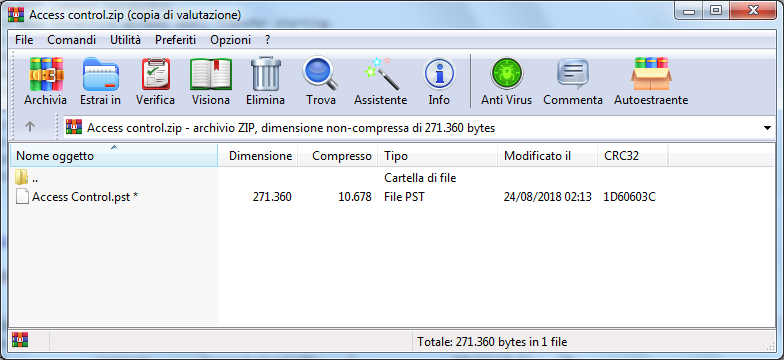 Access control.zip (copia di valutazione)
File Comandi Utilità Preferiti Opzioni ?
Archivia Estrai in Verifica Visiona Elimina Trova Assistente Info Anti Virus Commenta Autoestraente
Access control.zip - archivio ZIP, dimensione non-compressa di 271.360 bytes
Nome oggetto Dimensione Compresso Tipo Modificato il CRC32
.. Cartella di file
Access Control.pst * 271.360 10.678 File PST 24/08/2018 02:13 1D60603C
Totale: 271.360 bytes in 1 file